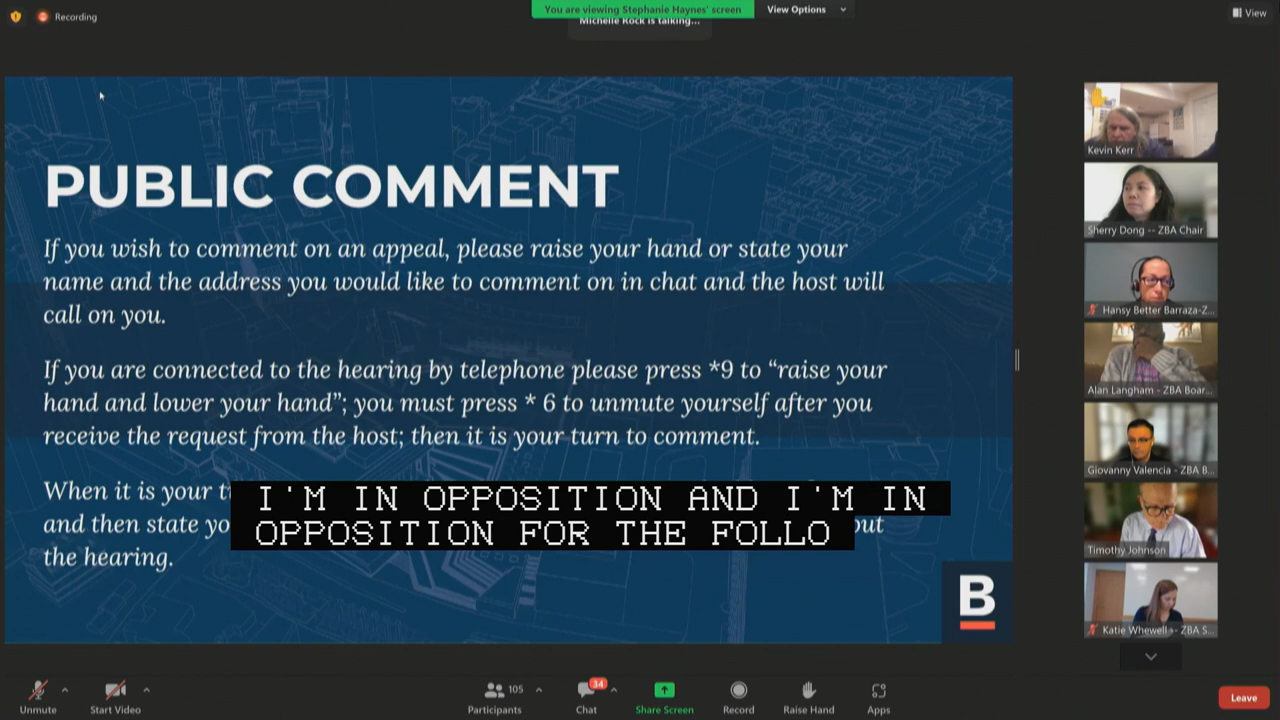 Recording
You are viewing Stephanie Haynes' screen
View Options
Michelle Rock is talking...
View
PUBLIC COMMENT
If you wish to comment on an appeal, please raise your hand or state your
name and the address you would like to comment on in chat and the host will
call on you.
If you are connected to the hearing by telephone please press *9 to “raise your
hand and lower your hand”; you must press * 6 to unmute yourself after you
receive the request from the host; then it is your turn to comment.
When it is your t
and then state yo
out
the hearing.
I'M IN OPPOSITION AND I'M IN
OPPOSITION FOR THE FOLLO
B
Kevin Kerr
Sherry Dong -- ZBA Chair
Hansy Better Barraza-Z...
Alan Langham - ZBA Boar...
Giovanny Valencia - ZBA B...
Timothy Johnson
Katie Whewell - ZBA S...
Unmute
Start Video
105
Participants
34
Chat
Share Screen
Record
Raise Hand
Apps
Leave